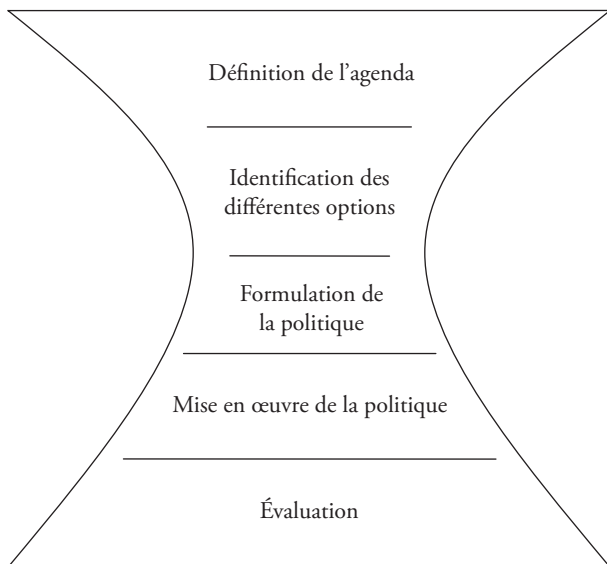 Définition de l’agenda
Identification des
différentes options
Formulation de
la politique
Mise en œuvre de la politique
Évaluation